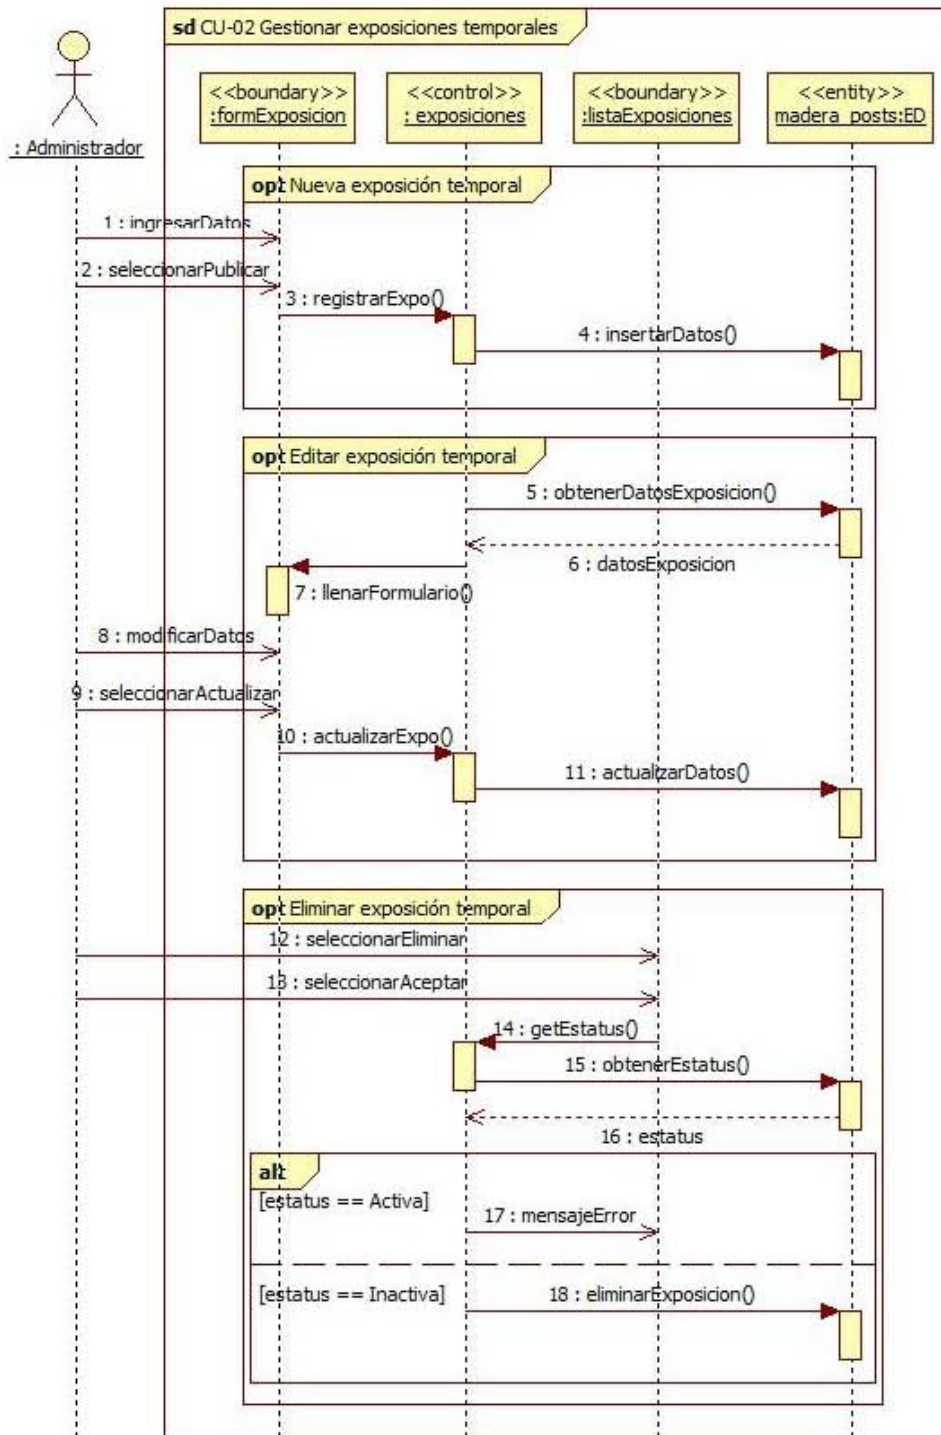 sd CU-02 Gestionar exposiciones temporales
<<boundary>>
:formExposicion
<<control>>
: exposiciones
<<boundary>>
:listaExposiciones
<<entity>>
madera_posts:ED
: Administrador
opt Nueva exposición temporal
1 : ingresarDatos
2 : seleccionarPublicar
3 : registrarExpo()
4 : insertarDatos()
opt Editar exposición temporal
5 : obtenerDatosExposicion()
6 : datosExposicion
7 : llenarFormulario()
8 : modificarDatos
9 : seleccionarActualizar
10 : actualizarExpo()
11 : actualizarDatos()
opt Eliminar exposición temporal
12 : seleccionarEliminar
13 : seleccionarAceptar
14 : getEstatus()
15 : obtenerEstatus()
16 : estatus
alt
[estatus == Activa]
17 : mensajeError
[estatus == Inactiva]
18 : eliminarExposicion()